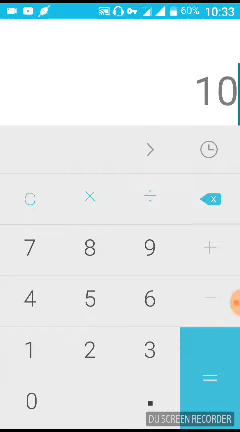 60% 10:33
10
>
C × ÷ x
7 8 9 +
4 5 6 −
1 2 3
0 . =
DU SCREEN RECORDER